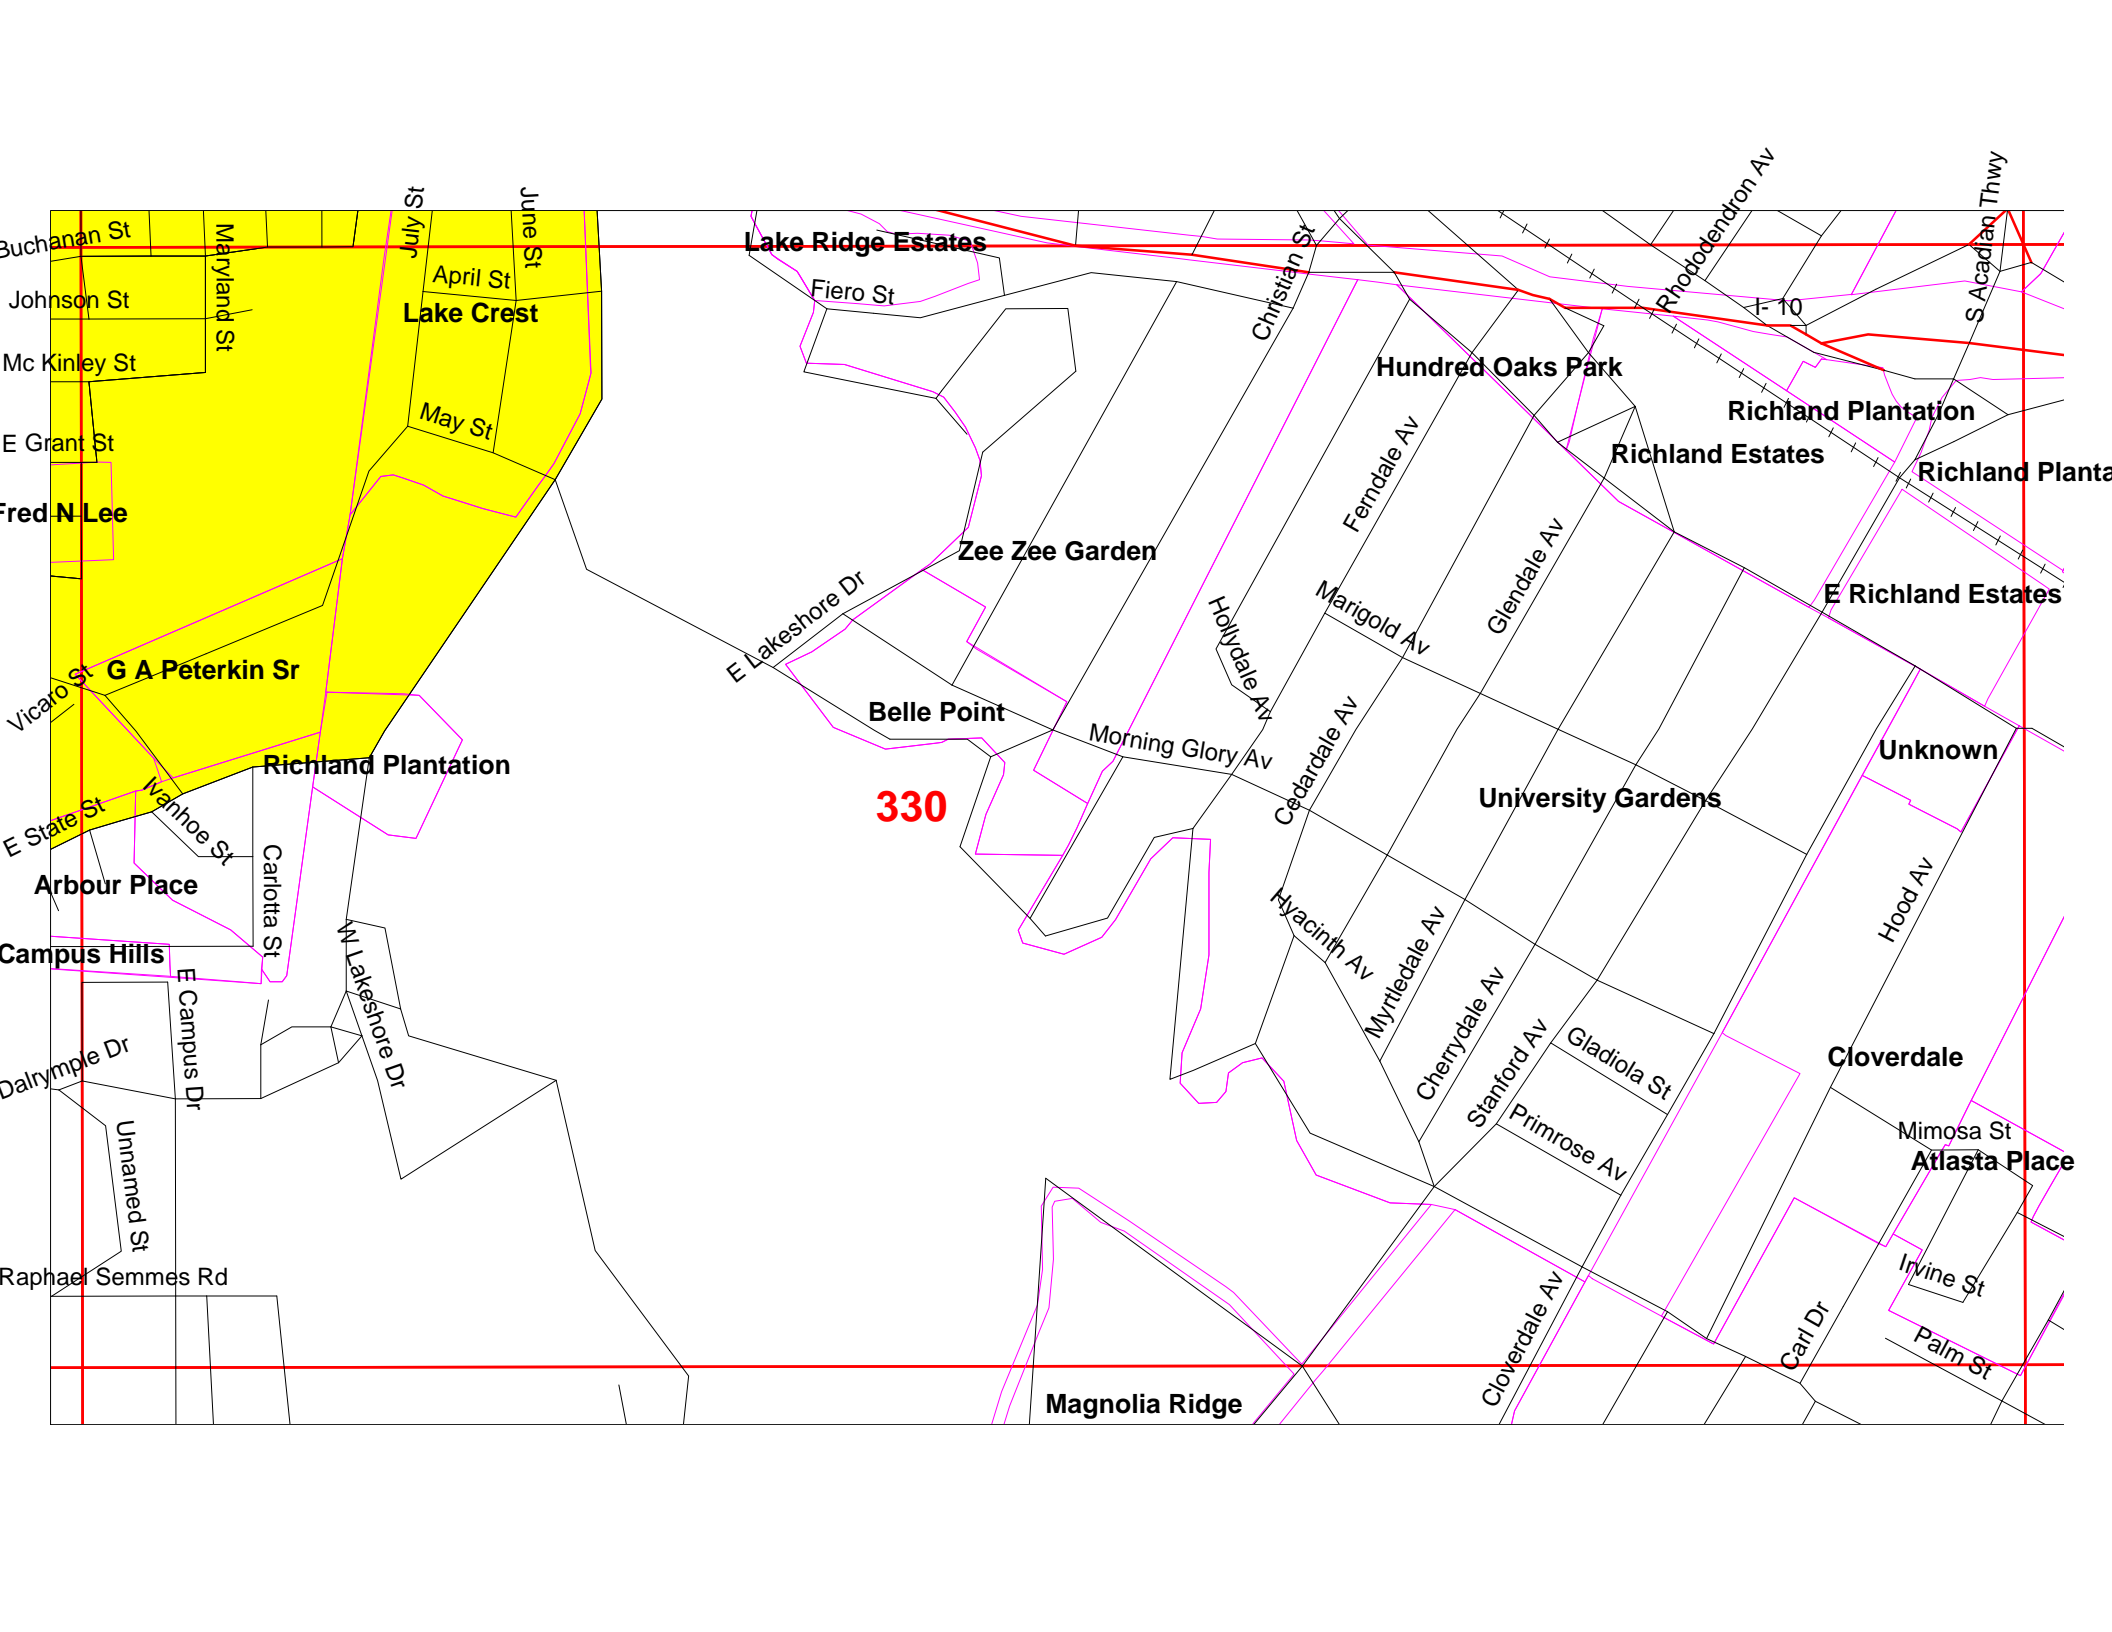 Rhododendron Av
S Acadian Thwy
July St
June St
Buchanan St
Maryland St
Lake Ridge Estates
Christian St
April St
Fiero St
Johnson St
I- 10
Lake Crest
Mc Kinley St
Hundred Oaks Park
May St
Richland Plantation
E Grant St
Ferndale Av
Richland Estates
Richland Planta
Fred N Lee
Glendale Av
Zee Zee Garden
E Lakeshore Dr
Hollydale Av
Marigold Av
E Richland Estates
Vicaro St
G A Peterkin Sr
Belle Point
Cedardale Av
Morning Glory Av
Unknown
Richland Plantation
330
University Gardens
E State St
Ivanhoe St
Carlotta St
Arbour Place
Hood Av
Hyacinth Av
Myrtledale Av
Campus Hills
W Lakeshore Dr
E Campus Dr
Cherrydale Av
Stanford Av
Gladiola St
Cloverdale
Dalrymple Dr
Primrose Av
Mimosa St
Unnamed St
Atlasta Place
Raphael Semmes Rd
Irvine St
Cloverdale Av
Carl Dr
Palm St
Magnolia Ridge